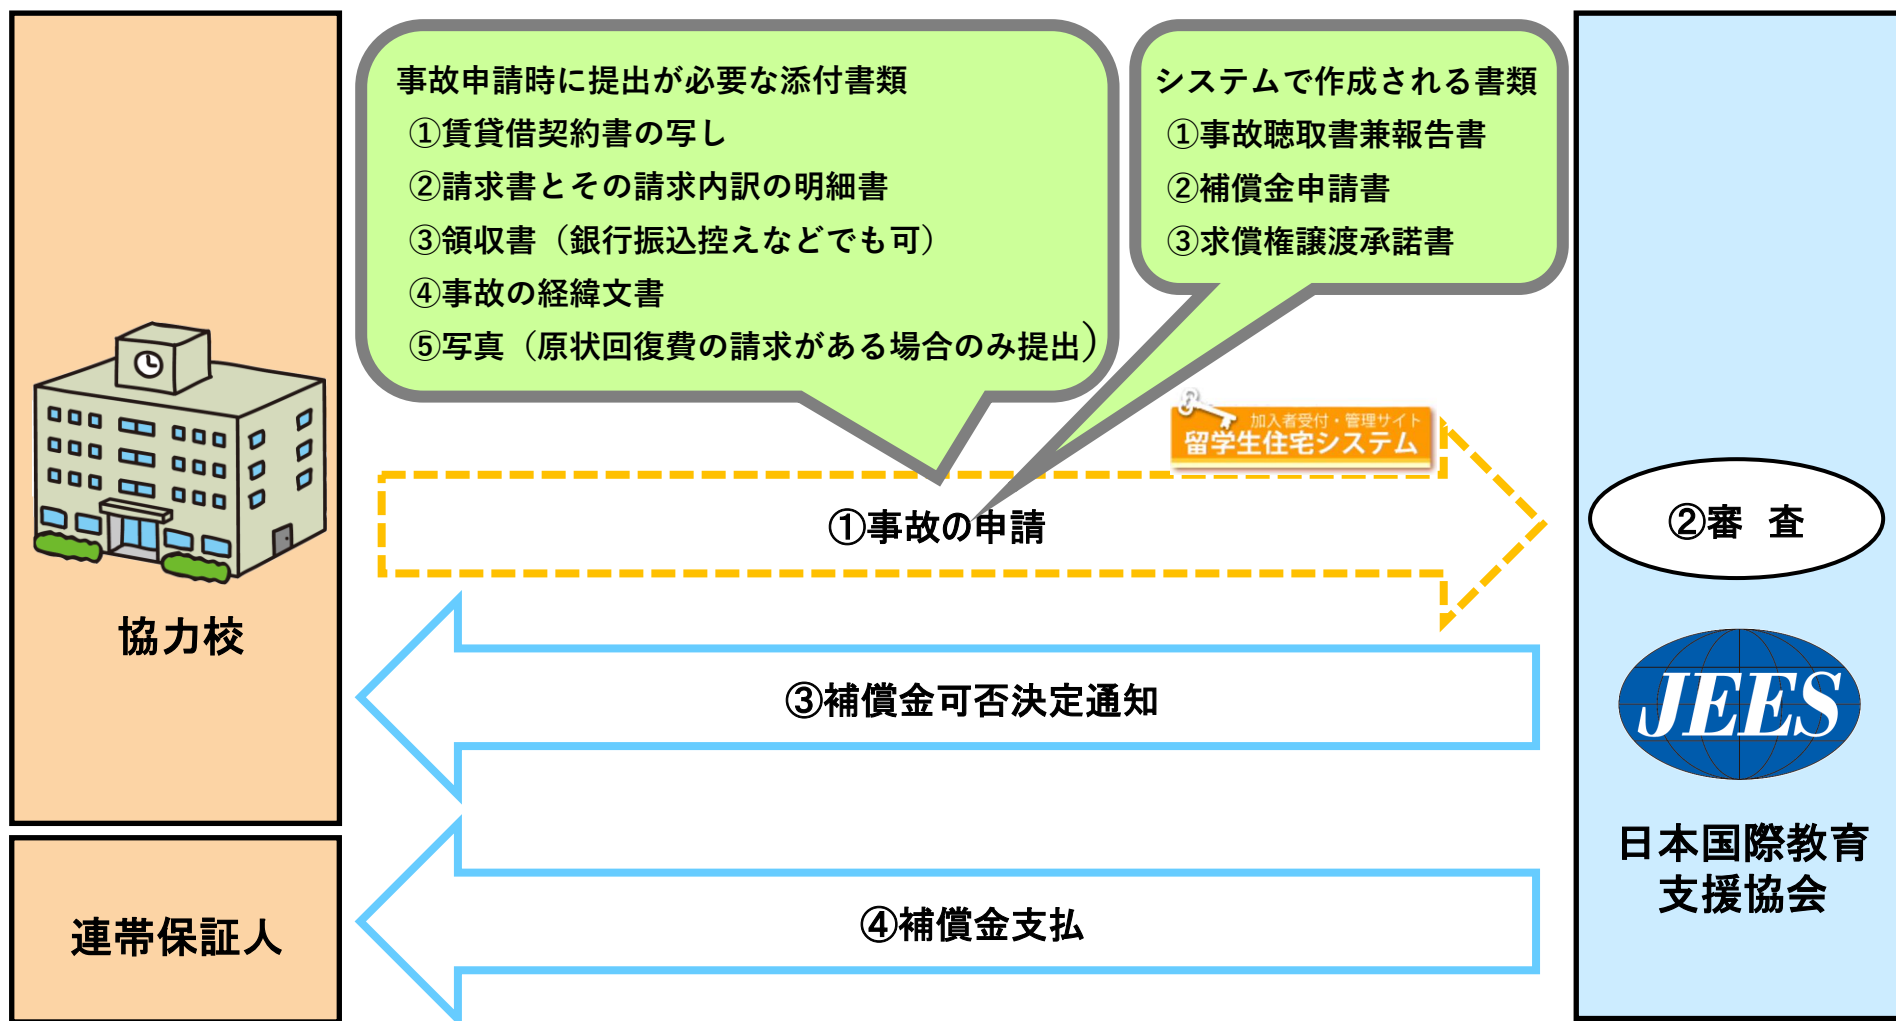 事故申請時に提出が必要な添付書類
①賃貸借契約書の写し
②請求書とその請求内訳の明細書
③領収書（銀行振込控えなどでも可）
④事故の経緯文書
⑤写真（原状回復費の請求がある場合のみ提出）
システムで作成される書類
①事故聴取書兼報告書
②補償金申請書
③求償権譲渡承諾書
加入者受付・管理サイト
留学生住宅システム
①事故の申請
②審　査
協力校
③補償金可否決定通知
JEES
日本国際教育
支援協会
連帯保証人
④補償金支払